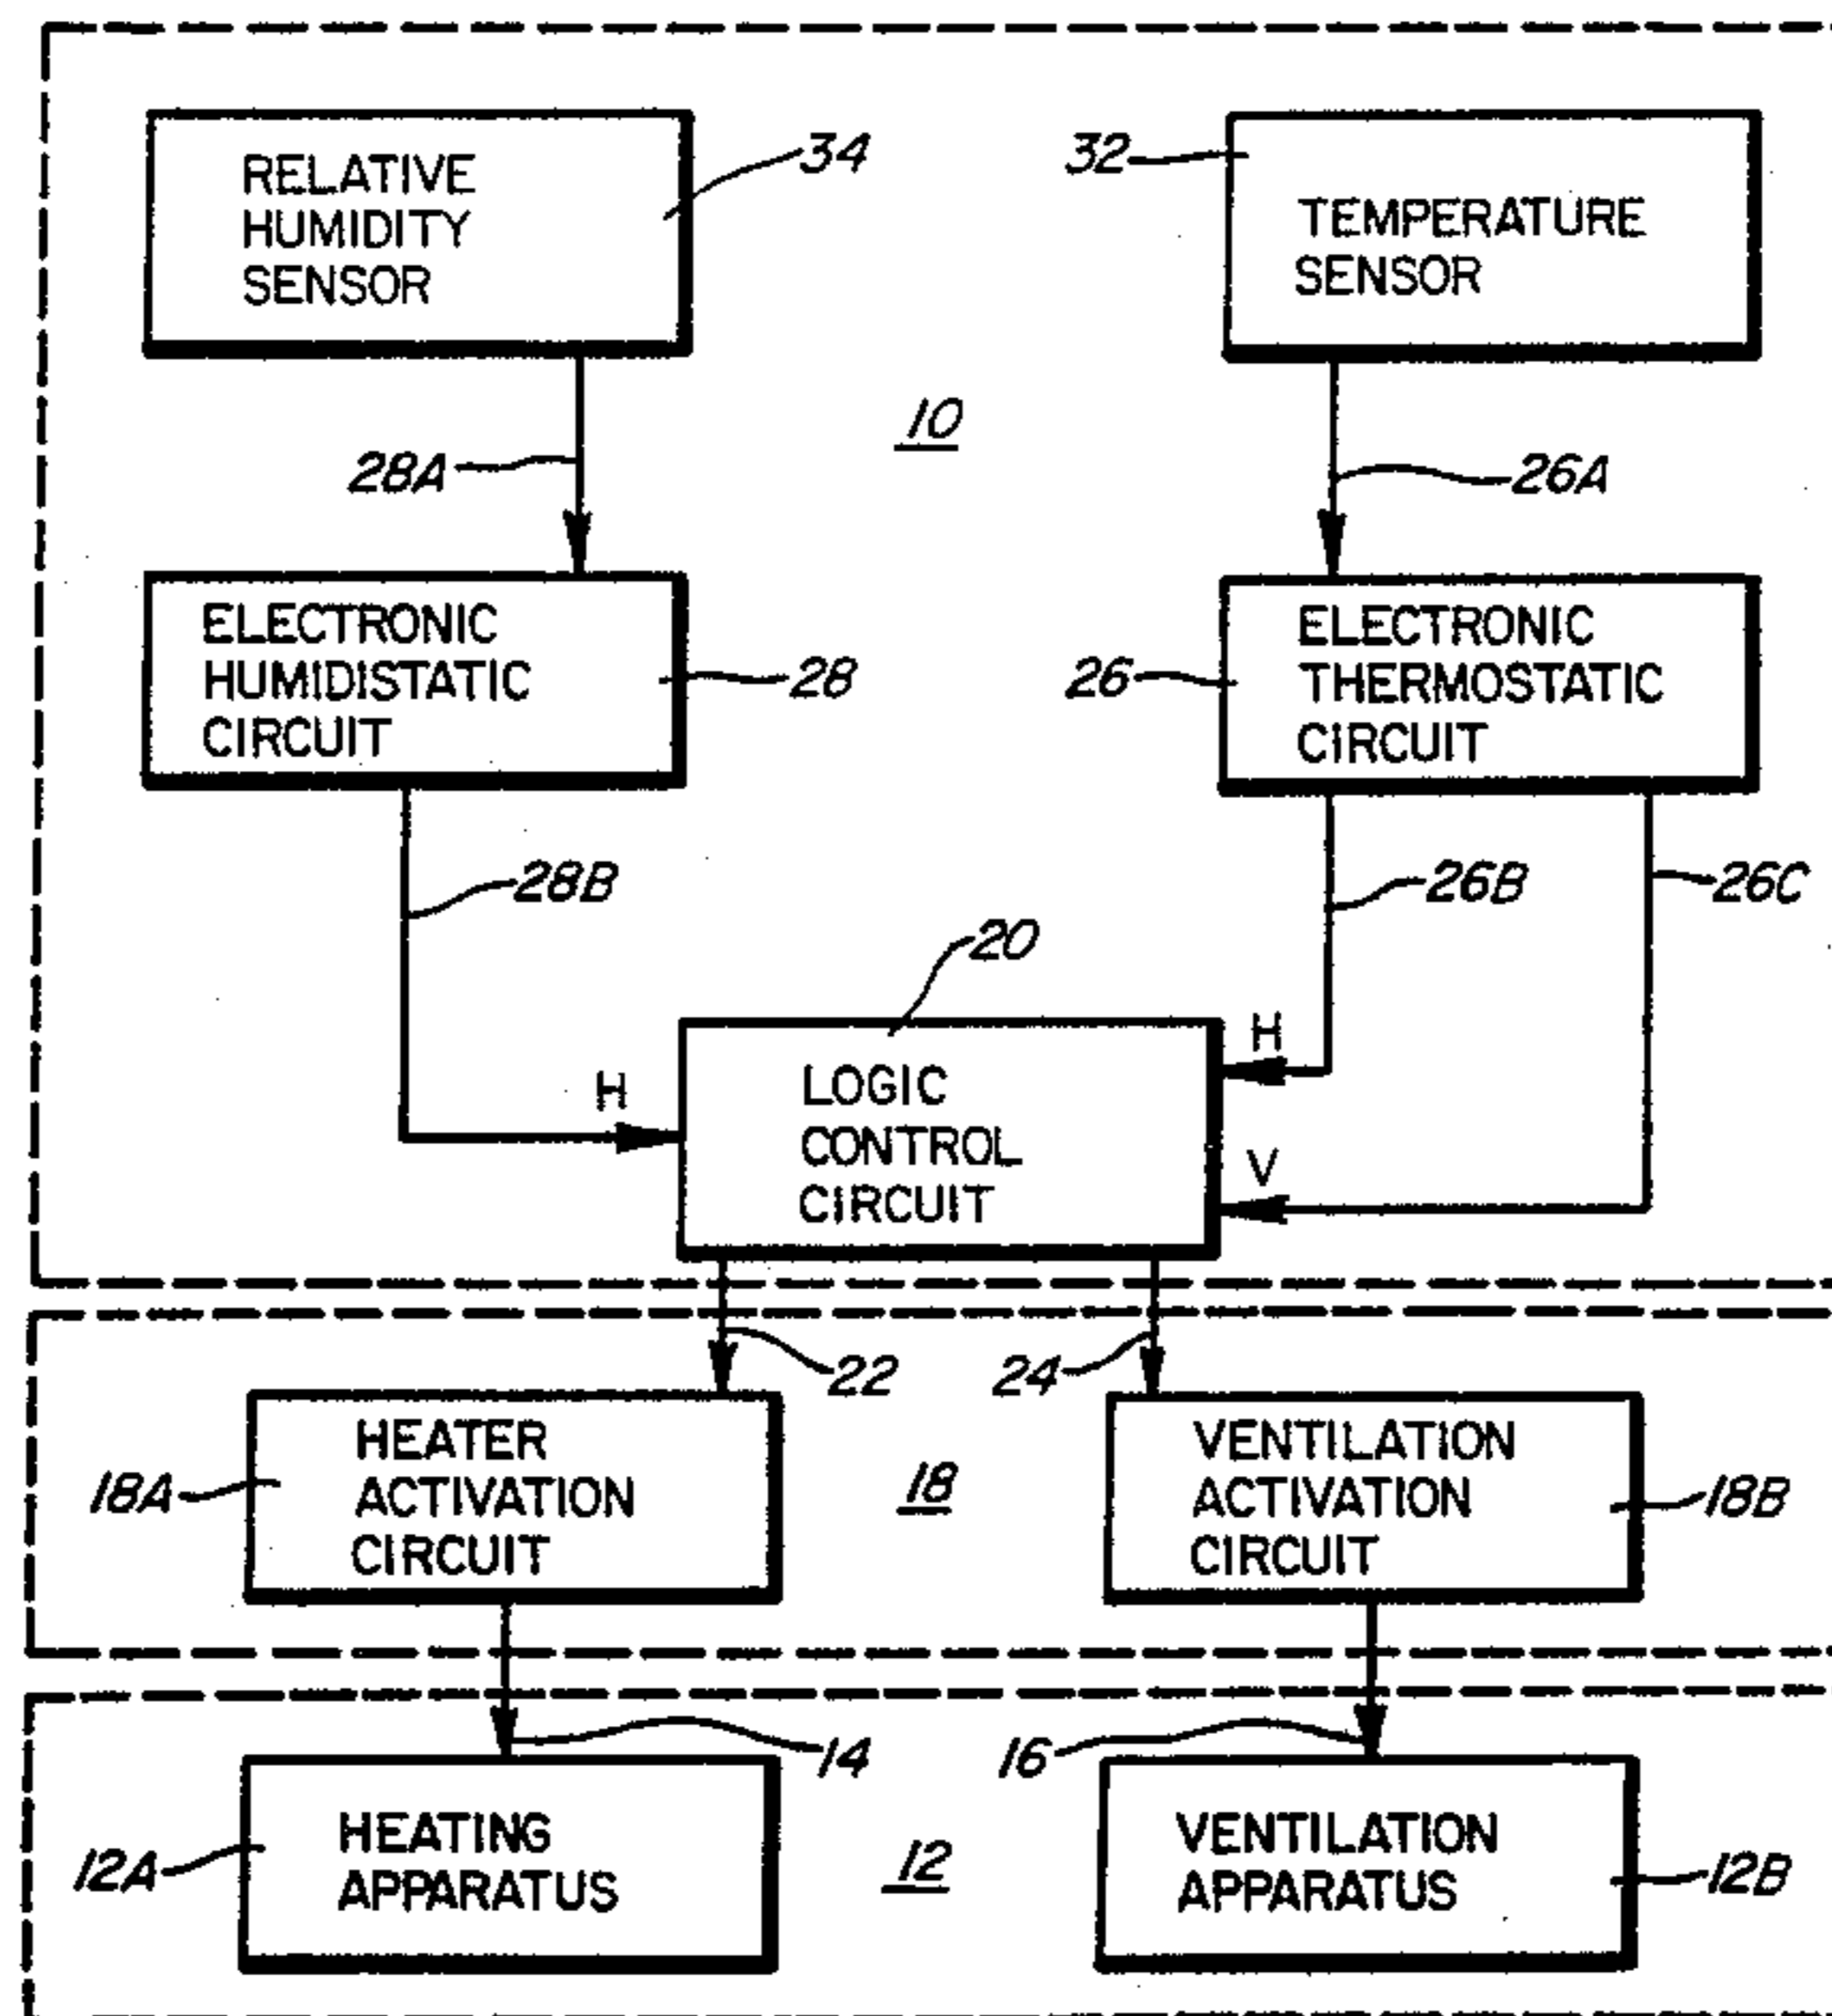 RELATIVE
HUMIDITY
SENSOR
34
32
TEMPERATURE
SENSOR
10
28A
26A
ELECTRONIC
HUMIDISTATIC
CIRCUIT
28
26
ELECTRONIC
THERMOSTATIC
CIRCUIT
28B
26B
26C
20
H
H
V
LOGIC
CONTROL
CIRCUIT
22
24
18A
HEATER
ACTIVATION
CIRCUIT
18
VENTILATION
ACTIVATION
CIRCUIT
18B
14
16
12A
HEATING
APPARATUS
12
VENTILATION
APPARATUS
12B